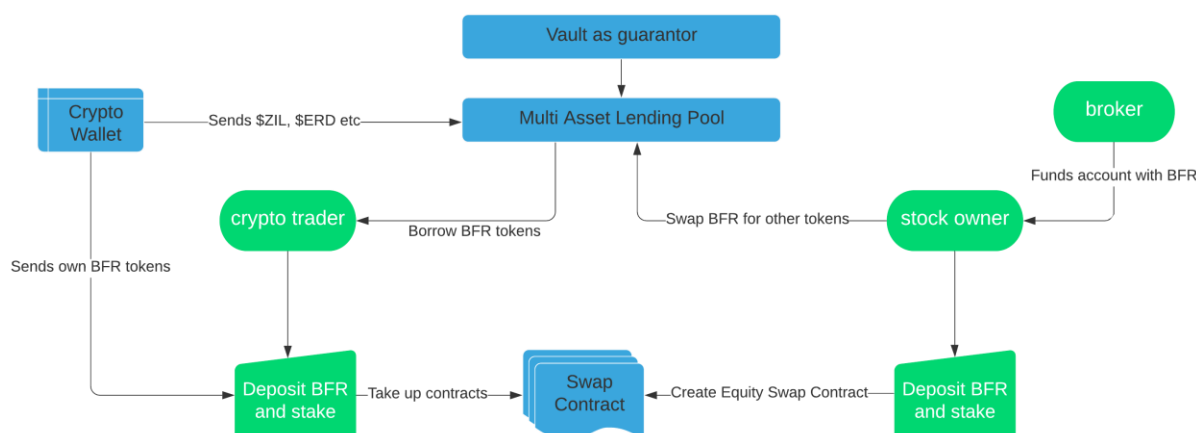 Vault as guarantor
Crypto
Wallet
Sends $ZIL, $ERD etc
Multi Asset Lending Pool
broker
Funds account with BFR
crypto trader
Borrow BFR tokens
Swap BFR for other tokens
stock owner
Sends own BFR tokens
Deposit BFR
and stake
Take up contracts
Swap
Contract
Create Equity Swap Contract
Deposit BFR
and stake